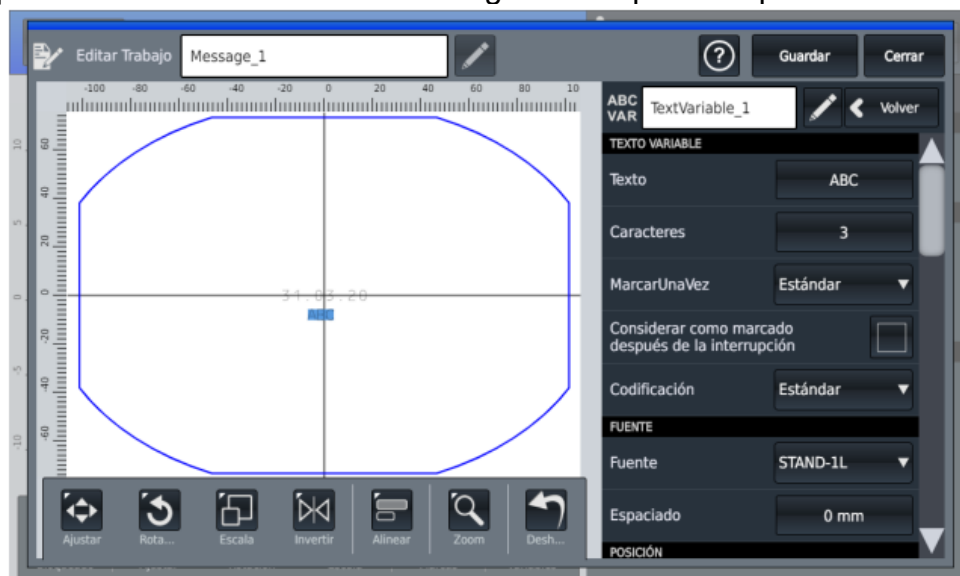 Editar Trabajo
Message_1
?
Guardar
Cerrar
-100 -80 -60 -40 -20 0 20 40 60 80 10
ABC
VAR
TextVariable_1
Volver
TEXTO VARIABLE
Texto
ABC
Caracteres
3
MarcarUnaVez
Estándar
Considerar como marcado
después de la interrupción
Codificación
Estándar
FUENTE
Fuente
STAND-1L
Espaciado
0 mm
POSICIÓN
60
40
20
0
-20
-40
-60
10
5
0
-5
-10
31.03.20
ABC
Ajustar
Rota...
Escala
Invertir
Alinear
Zoom
Desh...